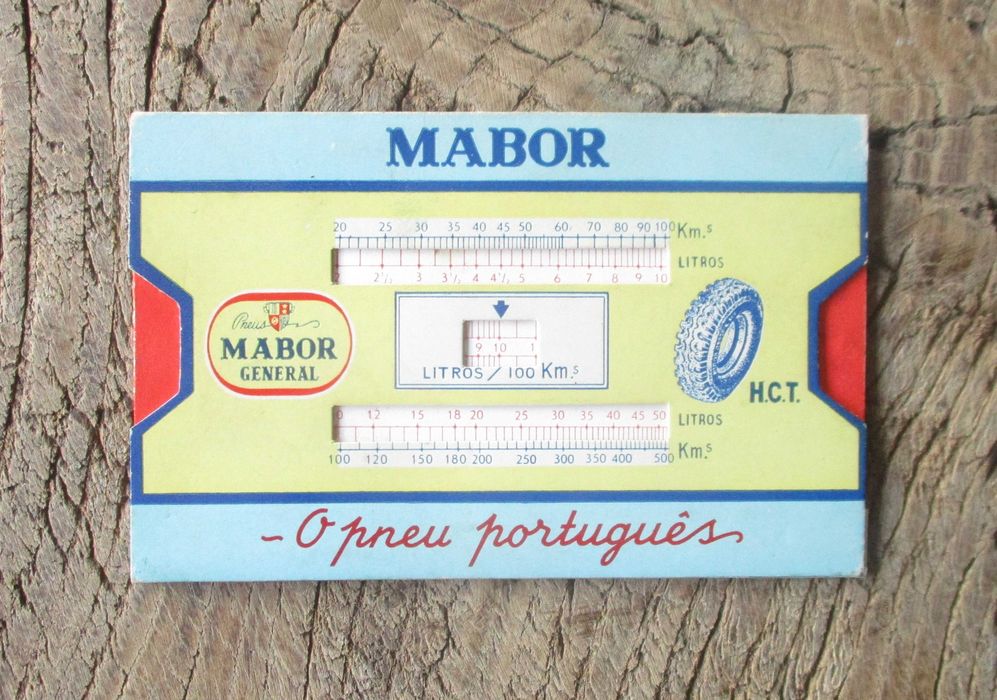 MABOR
20 25 30 35 40 45 50 60 70 80 90 100 Km.s
LITROS
2 2½ 3 3½ 4 4½ 5 6 7 8 9 10
Pneus
MABOR
GENERAL
9 10
LITROS / 100 Km.s
H.C.T.
0 12 15 18 20 25 30 35 40 45 50 LITROS
100 120 150 180 200 250 300 350 400 500 Km.s
- O pneu português